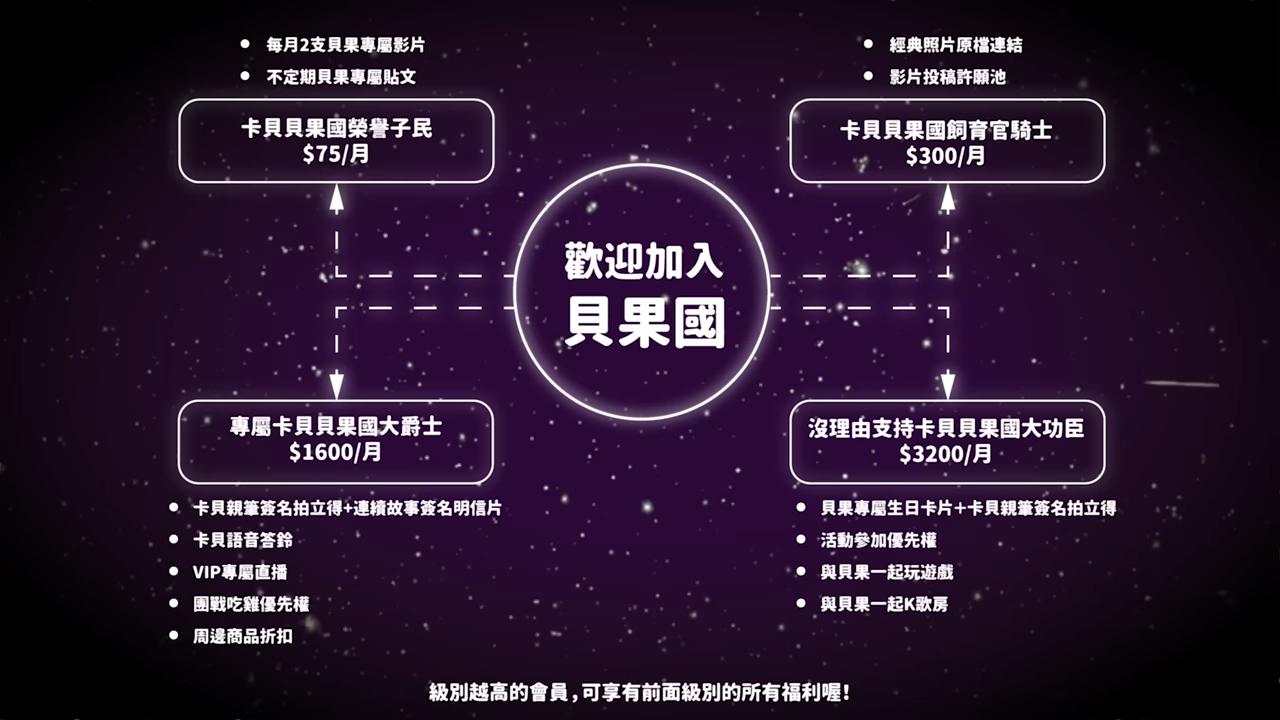 每月2支貝果專屬影片
不定期貝果專屬貼文
卡貝貝果國榮譽子民
$75/月
經典照片原檔連結
影片投稿許願池
卡貝貝果國飼育官騎士
$300/月
歡迎加入
貝果國
專屬卡貝貝果國大爵士
$1600/月
卡貝親筆簽名拍立得+連續故事簽名明信片
卡貝語音答鈴
VIP專屬直播
團戰吃雞優先權
周邊商品折扣
沒理由支持卡貝貝果國大功臣
$3200/月
貝果專屬生日卡片+卡貝親筆簽名拍立得
活動參加優先權
與貝果一起玩遊戲
與貝果一起K歌房
級別越高的會員,可享有前面級別的所有福利喔!